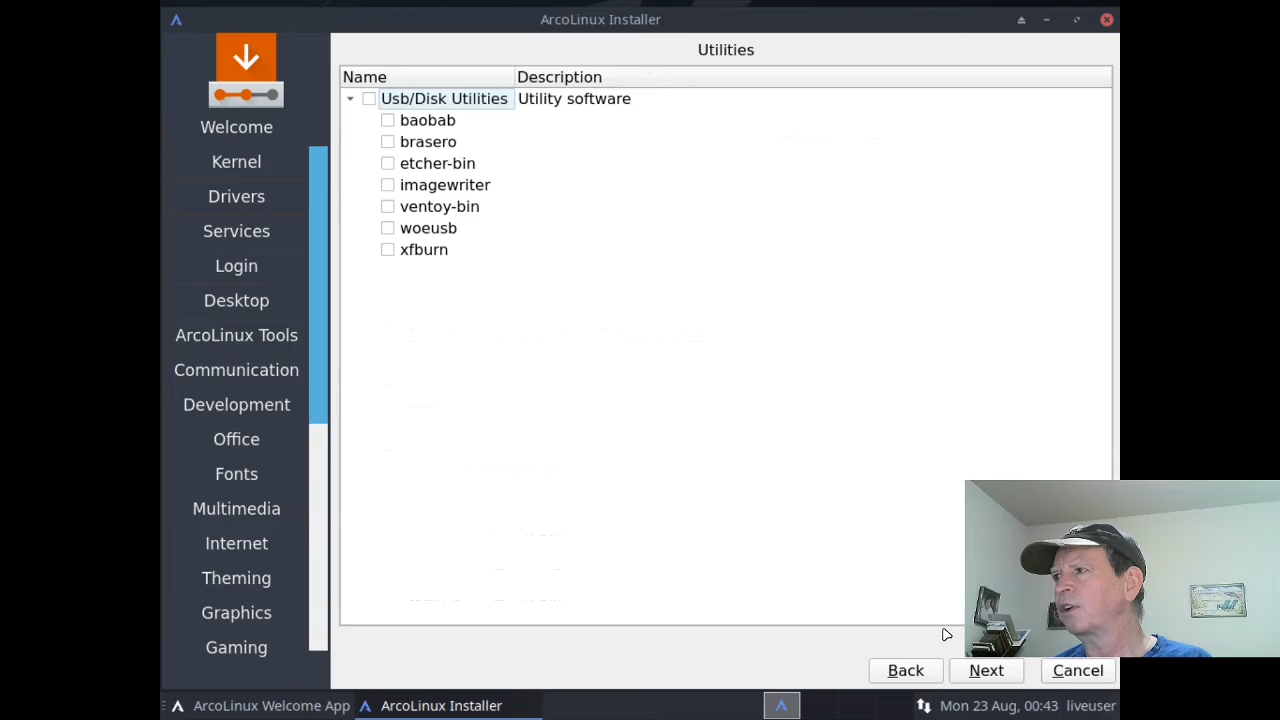 ArcoLinux Installer
Utilities
Name Description
Usb/Disk Utilities Utility software
baobab
brasero
etcher-bin
imagewriter
ventoy-bin
woeusb
xfburn
Welcome
Kernel
Drivers
Services
Login
Desktop
ArcoLinux Tools
Communication
Development
Office
Fonts
Multimedia
Internet
Theming
Graphics
Gaming
Back Next Cancel
ArcoLinux Welcome App ArcoLinux Installer Mon 23 Aug, 00:43 liveuser